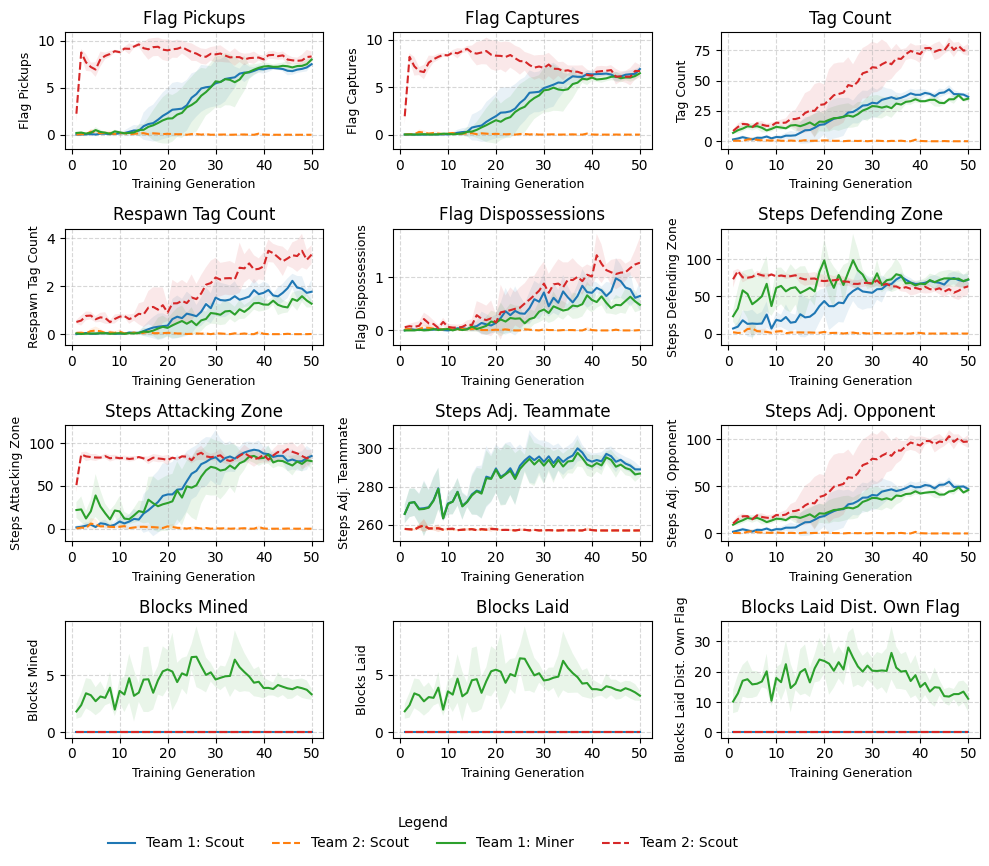 Flag Pickups
Flag Captures
Tag Count
Flag Pickups
10
5
0
0 10 20 30 40 50
Training Generation
Flag Captures
10
5
0
0 10 20 30 40 50
Training Generation
Tag Count
75
50
25
0
0 10 20 30 40 50
Training Generation
Respawn Tag Count
Flag Dispossessions
Steps Defending Zone
Respawn Tag Count
4
2
0
0 10 20 30 40 50
Training Generation
Flag Dispossessions
1
0
0 10 20 30 40 50
Training Generation
Steps Defending Zone
100
50
0
0 10 20 30 40 50
Training Generation
Steps Attacking Zone
Steps Adj. Teammate
Steps Adj. Opponent
Steps Attacking Zone
100
50
0
0 10 20 30 40 50
Training Generation
Steps Adj. Teammate
300
280
260
0 10 20 30 40 50
Training Generation
Steps Adj. Opponent
100
50
0
0 10 20 30 40 50
Training Generation
Blocks Mined
Blocks Laid
Blocks Laid Dist. Own Flag
Blocks Mined
5
0
0 10 20 30 40 50
Training Generation
Blocks Laid
5
0
0 10 20 30 40 50
Training Generation
Blocks Laid Dist. Own Flag
30
20
10
0
0 10 20 30 40 50
Training Generation
Legend
Team 1: Scout
Team 2: Scout
Team 1: Miner
Team 2: Scout